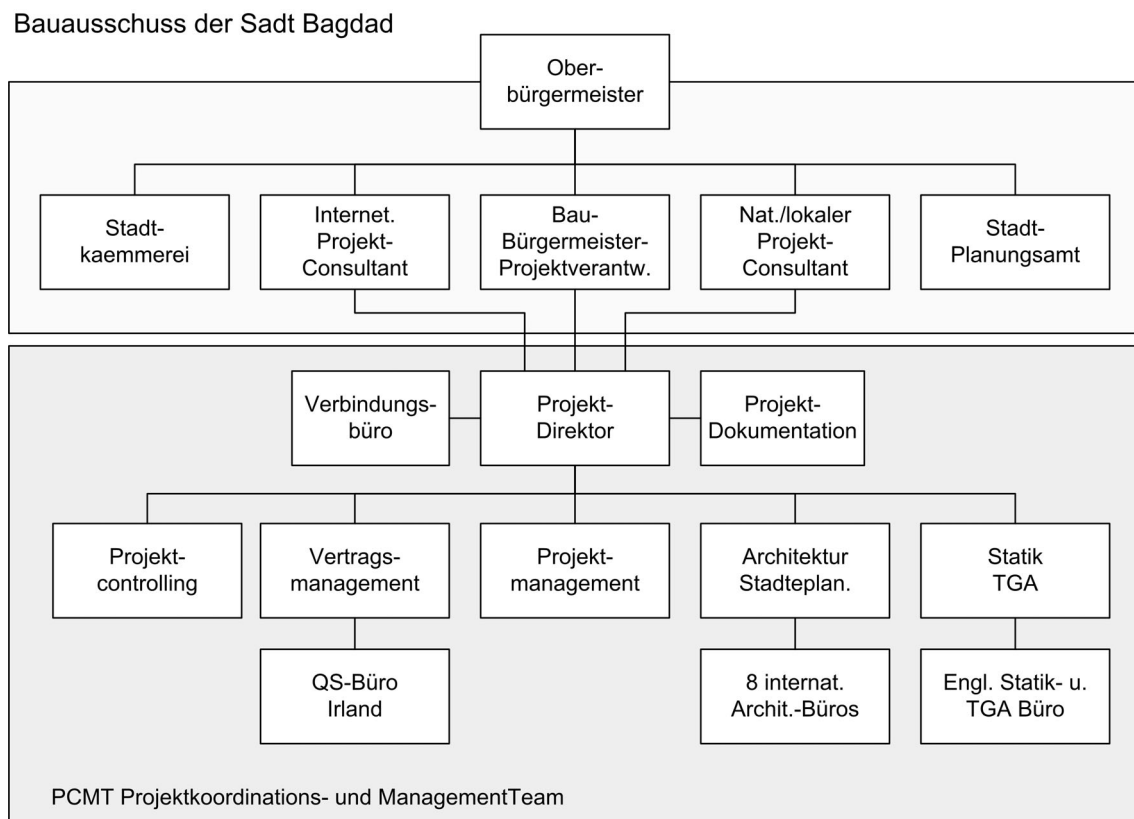 Bauausschuss der Sadt Bagdad
Ober-
bürgermeister
Stadt-
kaemmerei
Internet.
Projekt-
Consultant
Bau-
Bürgermeister-
Projektverantw.
Nat./lokaler
Projekt-
Consultant
Stadt-
Planungsamt
Verbindungs-
büro
Projekt-
Direktor
Projekt-
Dokumentation
Projekt-
controlling
Vertrags-
management
Projekt-
management
Architektur
Stadteplan.
Statik
TGA
QS-Büro
Irland
8 internat.
Archit.-Büros
Engl. Statik- u.
TGA Büro
PCMT Projektkoordinations- und ManagementTeam